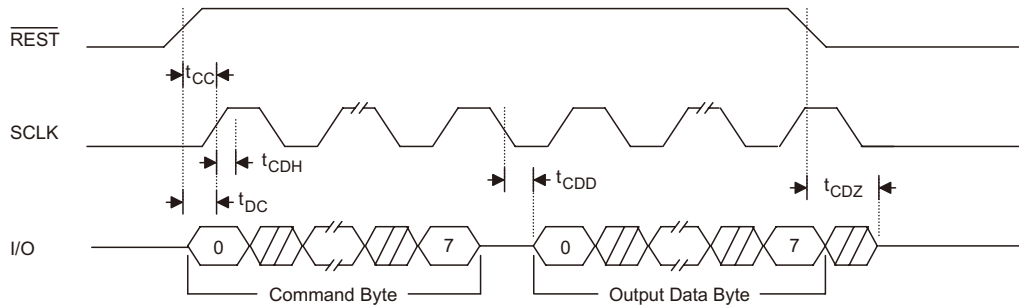 REST
tCC
SCLK
tCDH
tCDD
tCDZ
tDC
I/O
0
7
0
7
Command Byte
Output Data Byte